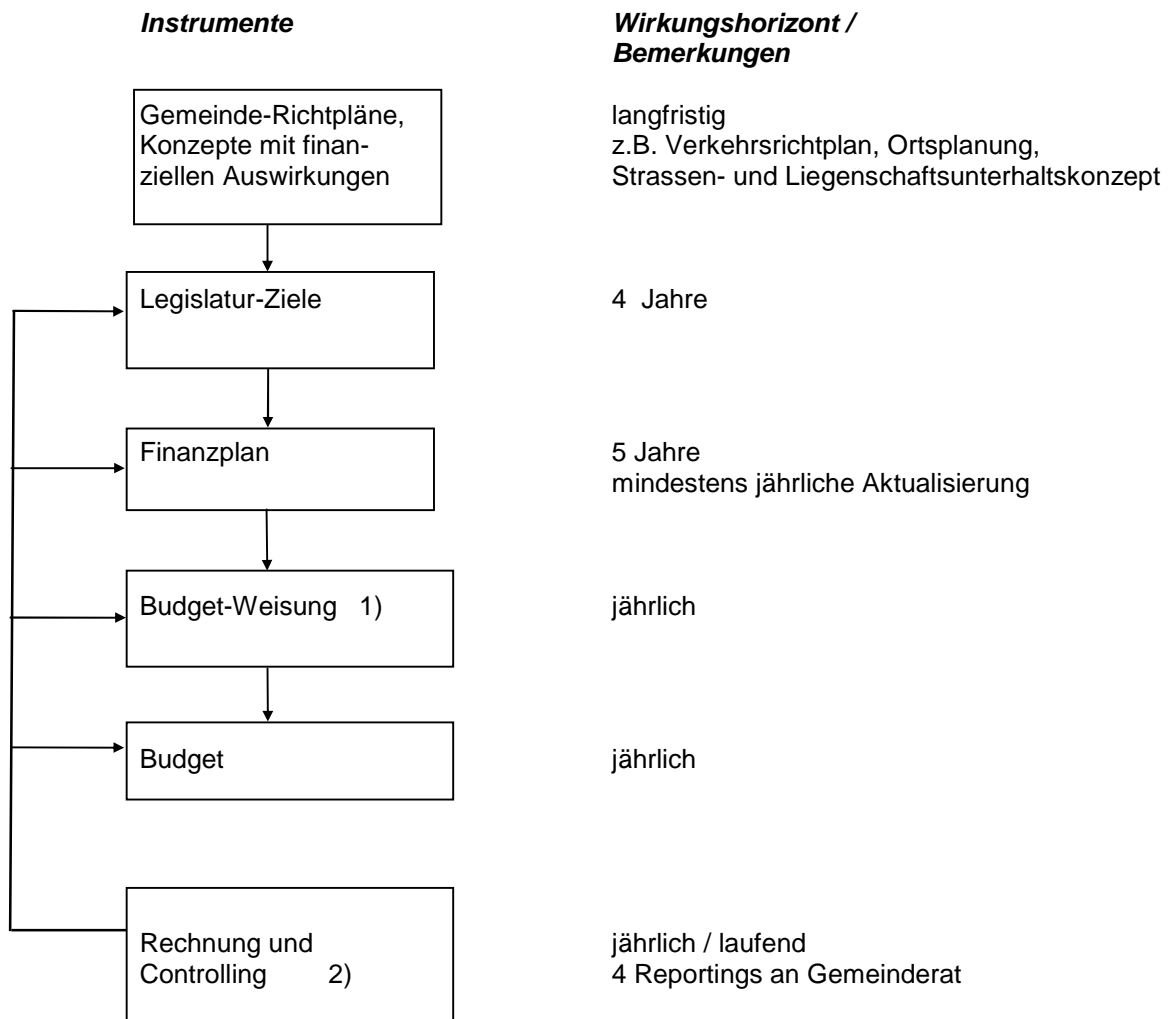 Instrumente
Wirkungshorizont /
Bemerkungen
Gemeinde-Richtpläne,
Konzepte mit finan-
ziellen Auswirkungen
langfristig
z.B. Verkehrsrichtplan, Ortsplanung,
Strassen- und Liegenschaftsunterhaltskonzept
Legislatur-Ziele
4 Jahre
Finanzplan
5 Jahre
mindestens jährliche Aktualisierung
Budget-Weisung 1)
jährlich
Budget
jährlich
Rechnung und
Controlling 2)
jährlich / laufend
4 Reportings an Gemeinderat